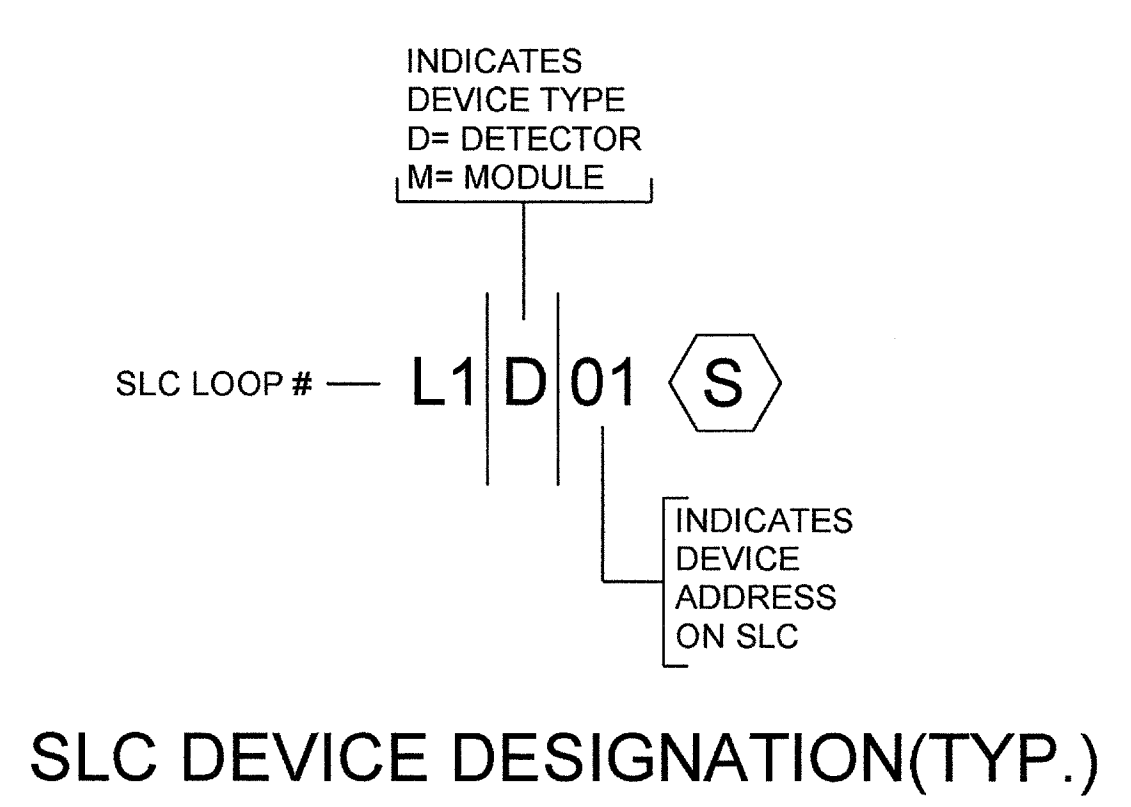 INDICATES
DEVICE TYPE
D= DETECTOR
M= MODULE
SLC LOOP # L1 D 01 S
INDICATES
DEVICE
ADDRESS
ON SLC
SLC DEVICE DESIGNATION(TYP.)